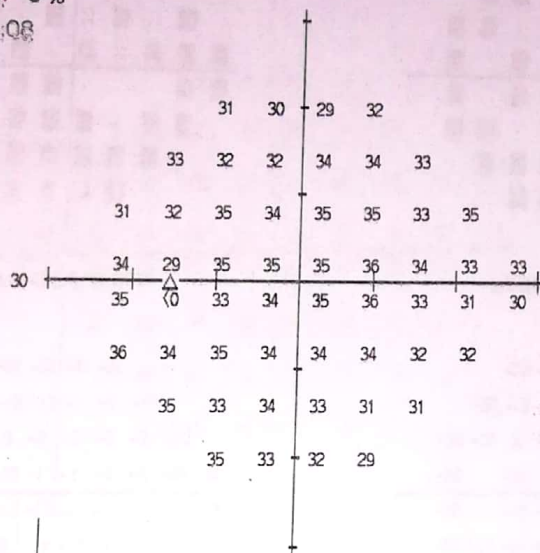 :08
31 30 29 32
33 32 32 34 34 33
31 32 35 34 35 35 33 35
34 29 35 35 35 36 34 33 33
30
35 <0 33 34 35 36 33 31 30
36 34 35 34 34 34 32 32
35 33 34 33 31 31
35 33 32 29